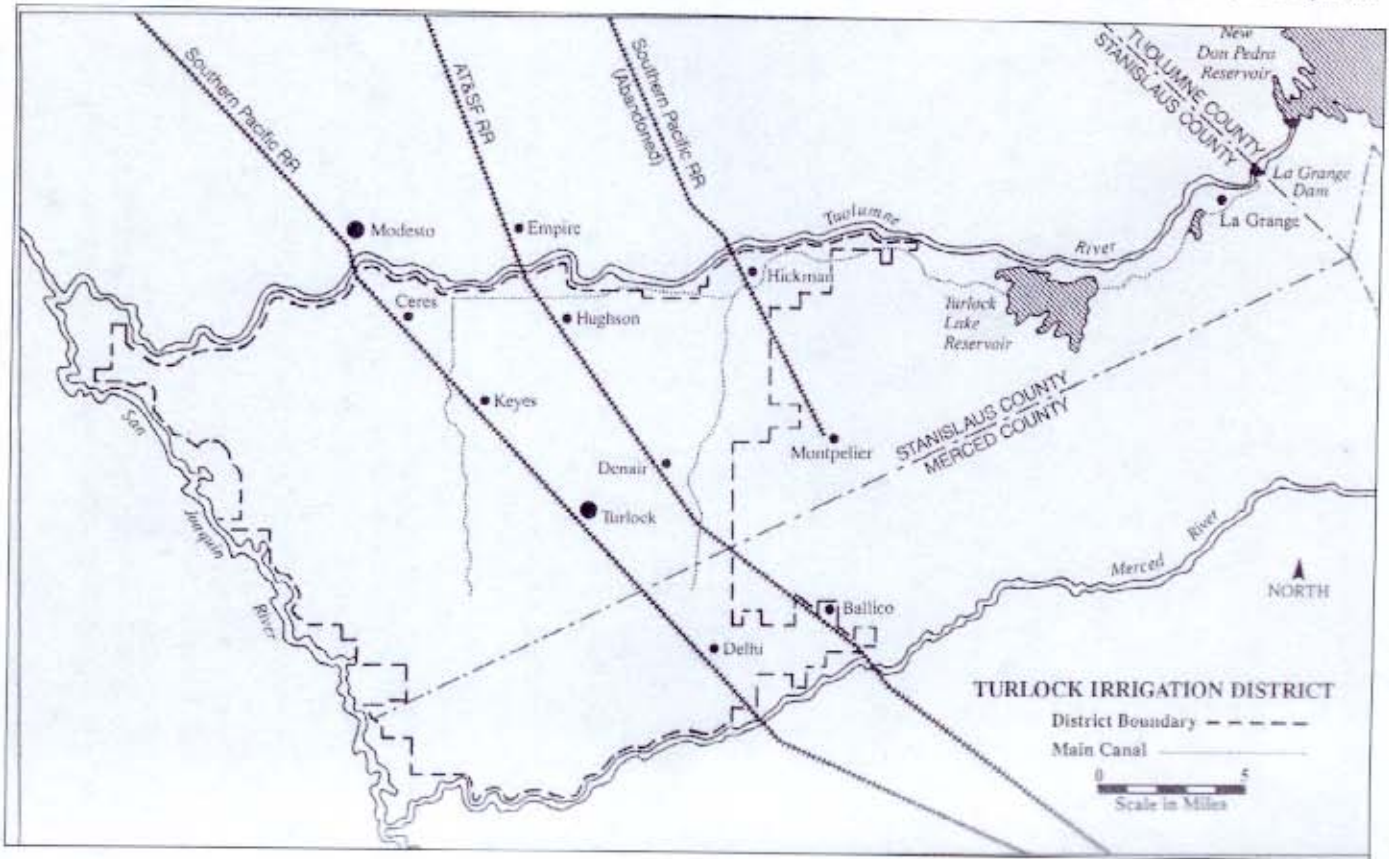 Southern Pacific RR
AT&SF RR
Southern Pacific RR
(Abandoned)
TUOLUMNE COUNTY
STANISLAUS COUNTY
New
Don Pedro
Reservoir
La Grange
Dam
La Grange
Modesto
Empire
Tuolumne
River
Hickman
Ceres
Hughson
Turlock
Lake
Reservoir
Keyes
San
Joaquin
River
Denair
Montpelier
STANISLAUS COUNTY
MERCED COUNTY
Turlock
Merced
River
NORTH
Ballico
Delhi
TURLOCK IRRIGATION DISTRICT
District Boundary
Main Canal
0 5
Scale in Miles